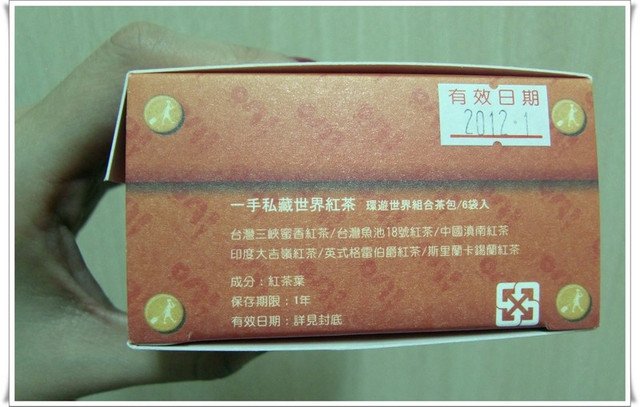 有效日期
2012.1
一手私藏世界紅茶 環遊世界組合茶包/6袋入
台灣三峽蜜香紅茶/台灣魚池18號紅茶/中國滇南紅茶
印度大吉嶺紅茶/英式格雷伯爵紅茶/斯里蘭卡錫蘭紅茶
成分：紅茶葉
保存期限：1年
有效日期：詳見封底